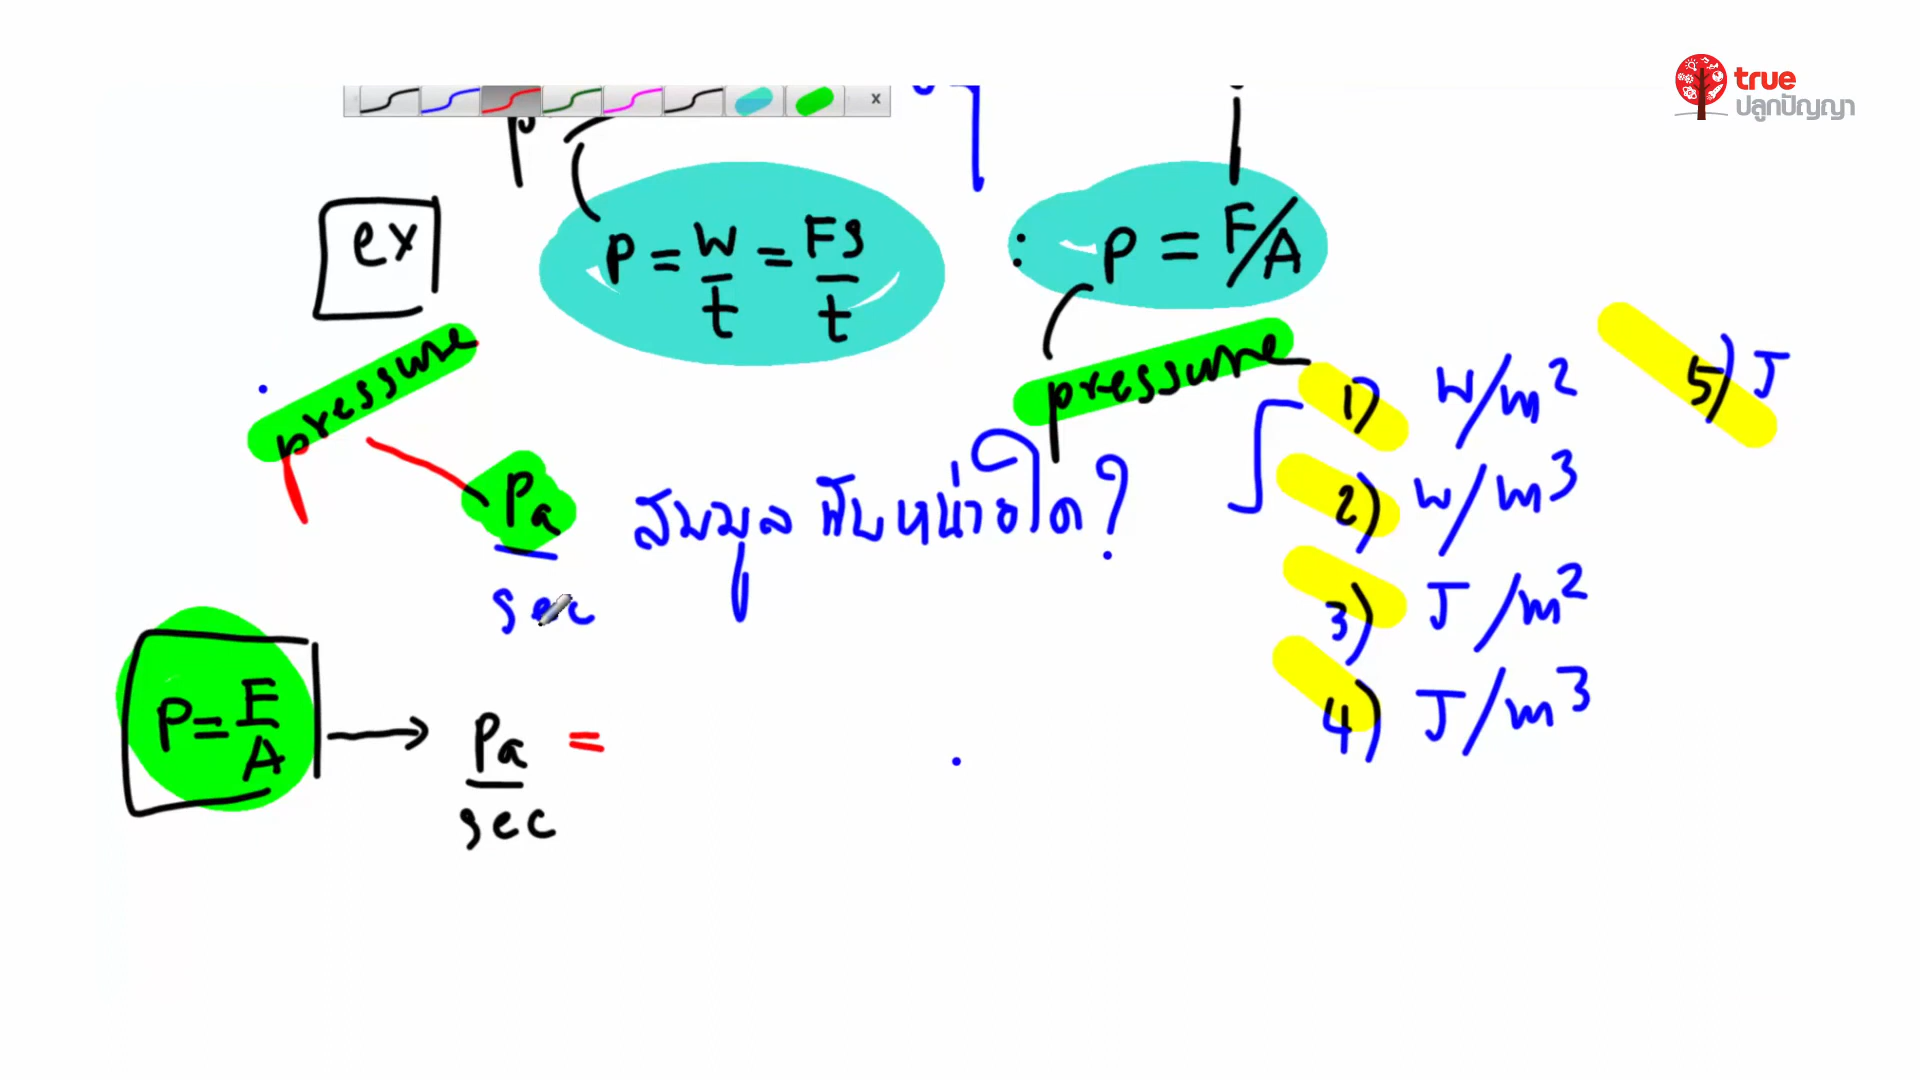 true
ปลูกปัญญา
x
ex
P = W/t = Fs/t
: P = F/A
pressure
pressure
Pa/sec สมมูลกับหน่วยใด?
1) W/m²
2) W/m³
3) J/m²
4) J/m³
5) J
P = F/A → Pa/sec =